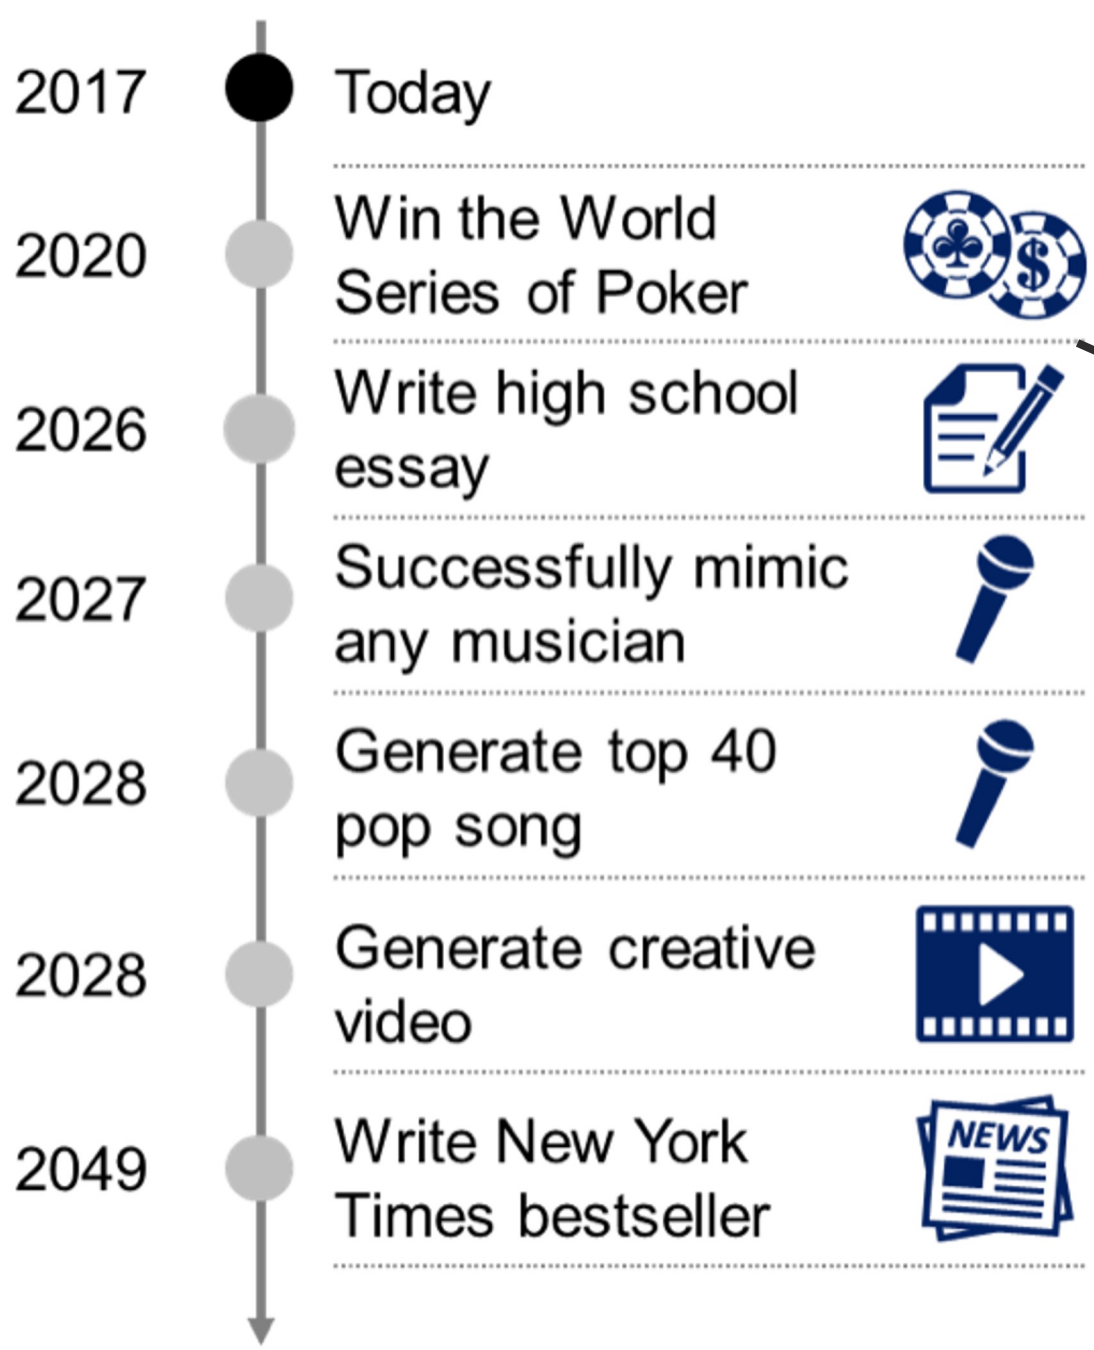 2017 Today
2020 Win the World
Series of Poker
$
2026 Write high school
essay
2027 Successfully mimic
any musician
2028 Generate top 40
pop song
2028 Generate creative
video
2049 Write New York
Times bestseller
NEWS